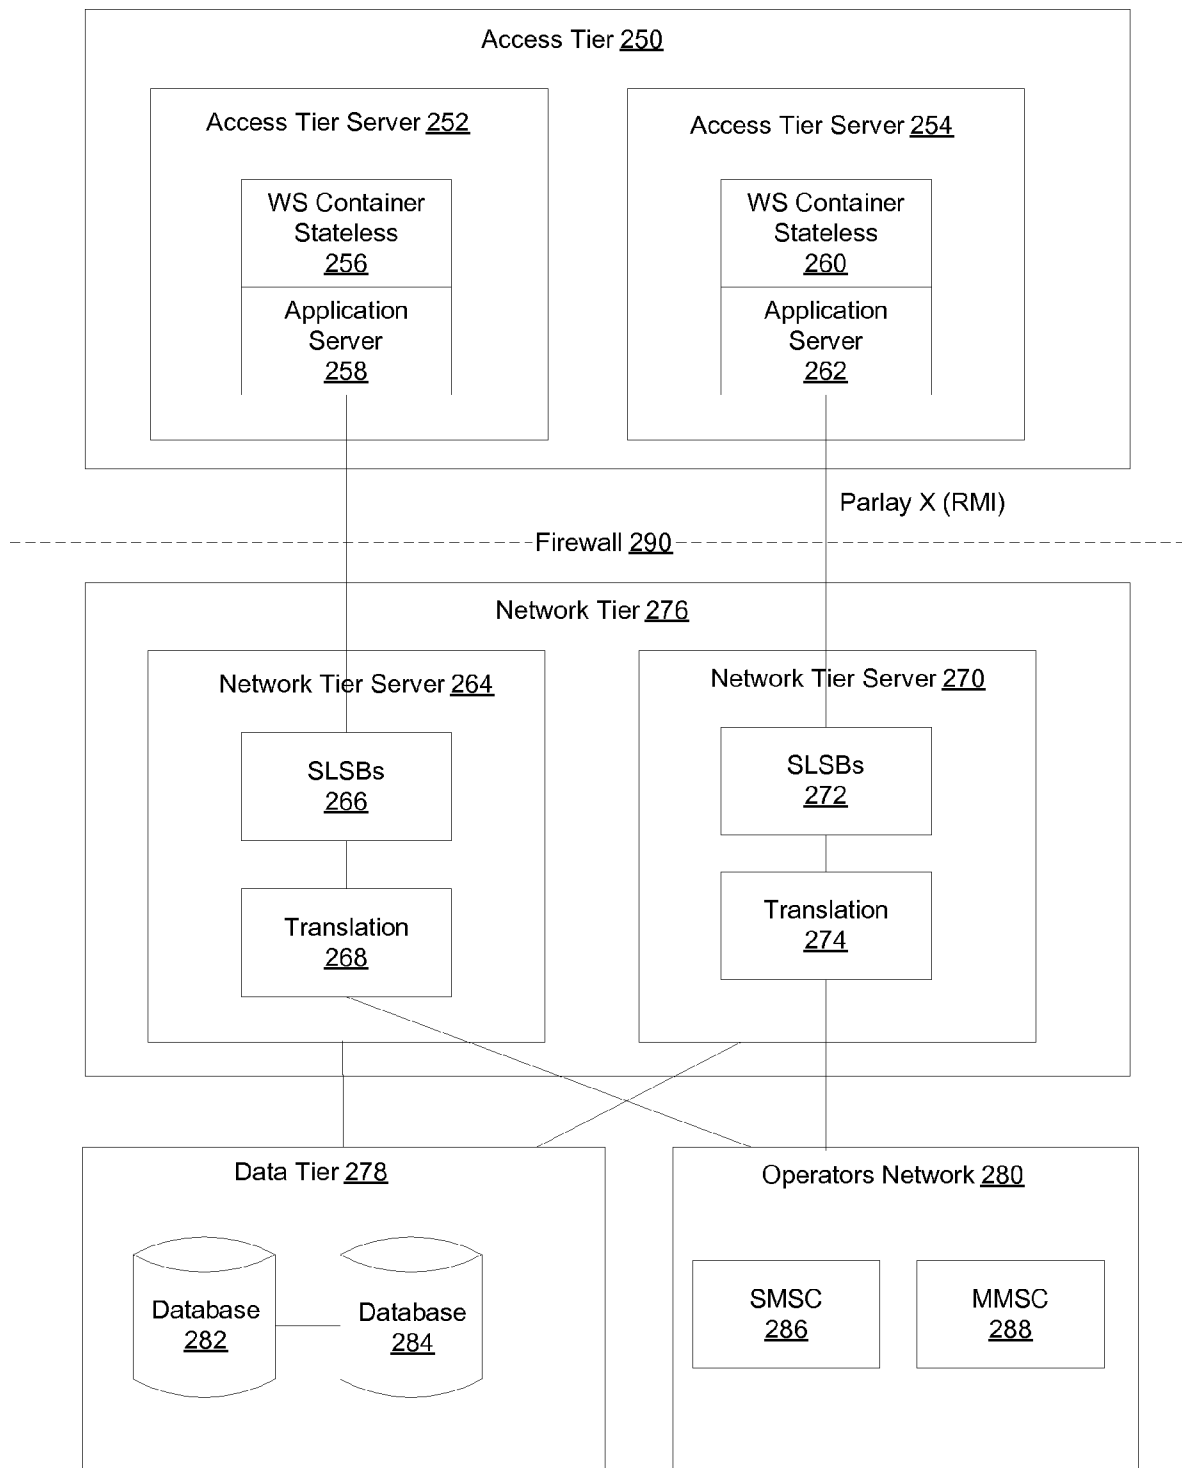 Access Tier 250
Access Tier Server 252
WS Container
Stateless
256
Application
Server
258
Access Tier Server 254
WS Container
Stateless
260
Application
Server
262
Parlay X (RMI)
Firewall 290
Network Tier 276
Network Tier Server 264
SLSBs
266
Translation
268
Network Tier Server 270
SLSBs
272
Translation
274
Data Tier 278
Database
282
Database
284
Operators Network 280
SMSC
286
MMSC
288